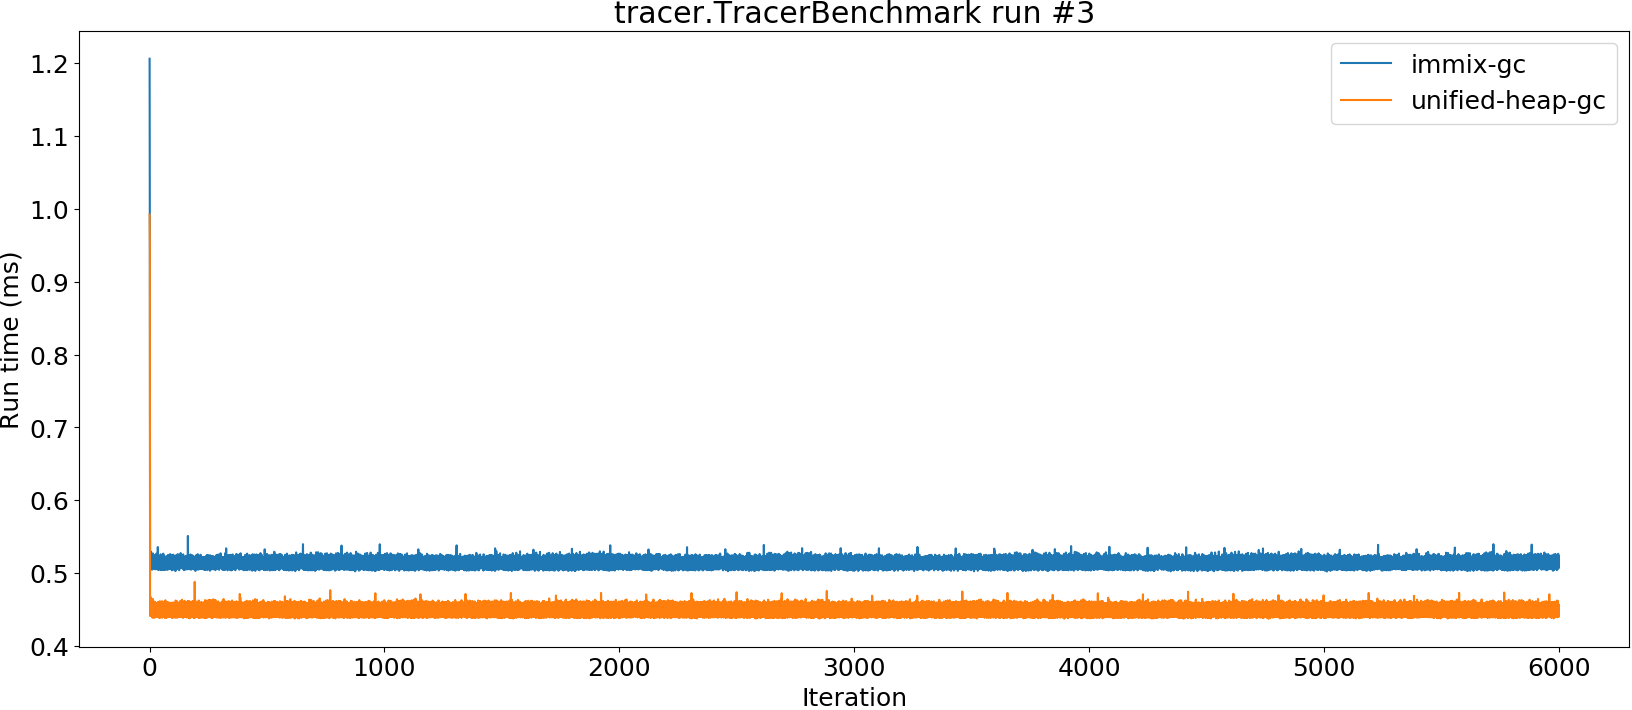 tracer.TracerBenchmark run #3
immix-gc
unified-heap-gc
Run time (ms)
1.2
1.1
1.0
0.9
0.8
0.7
0.6
0.5
0.4
0 1000 2000 3000 4000 5000 6000
Iteration